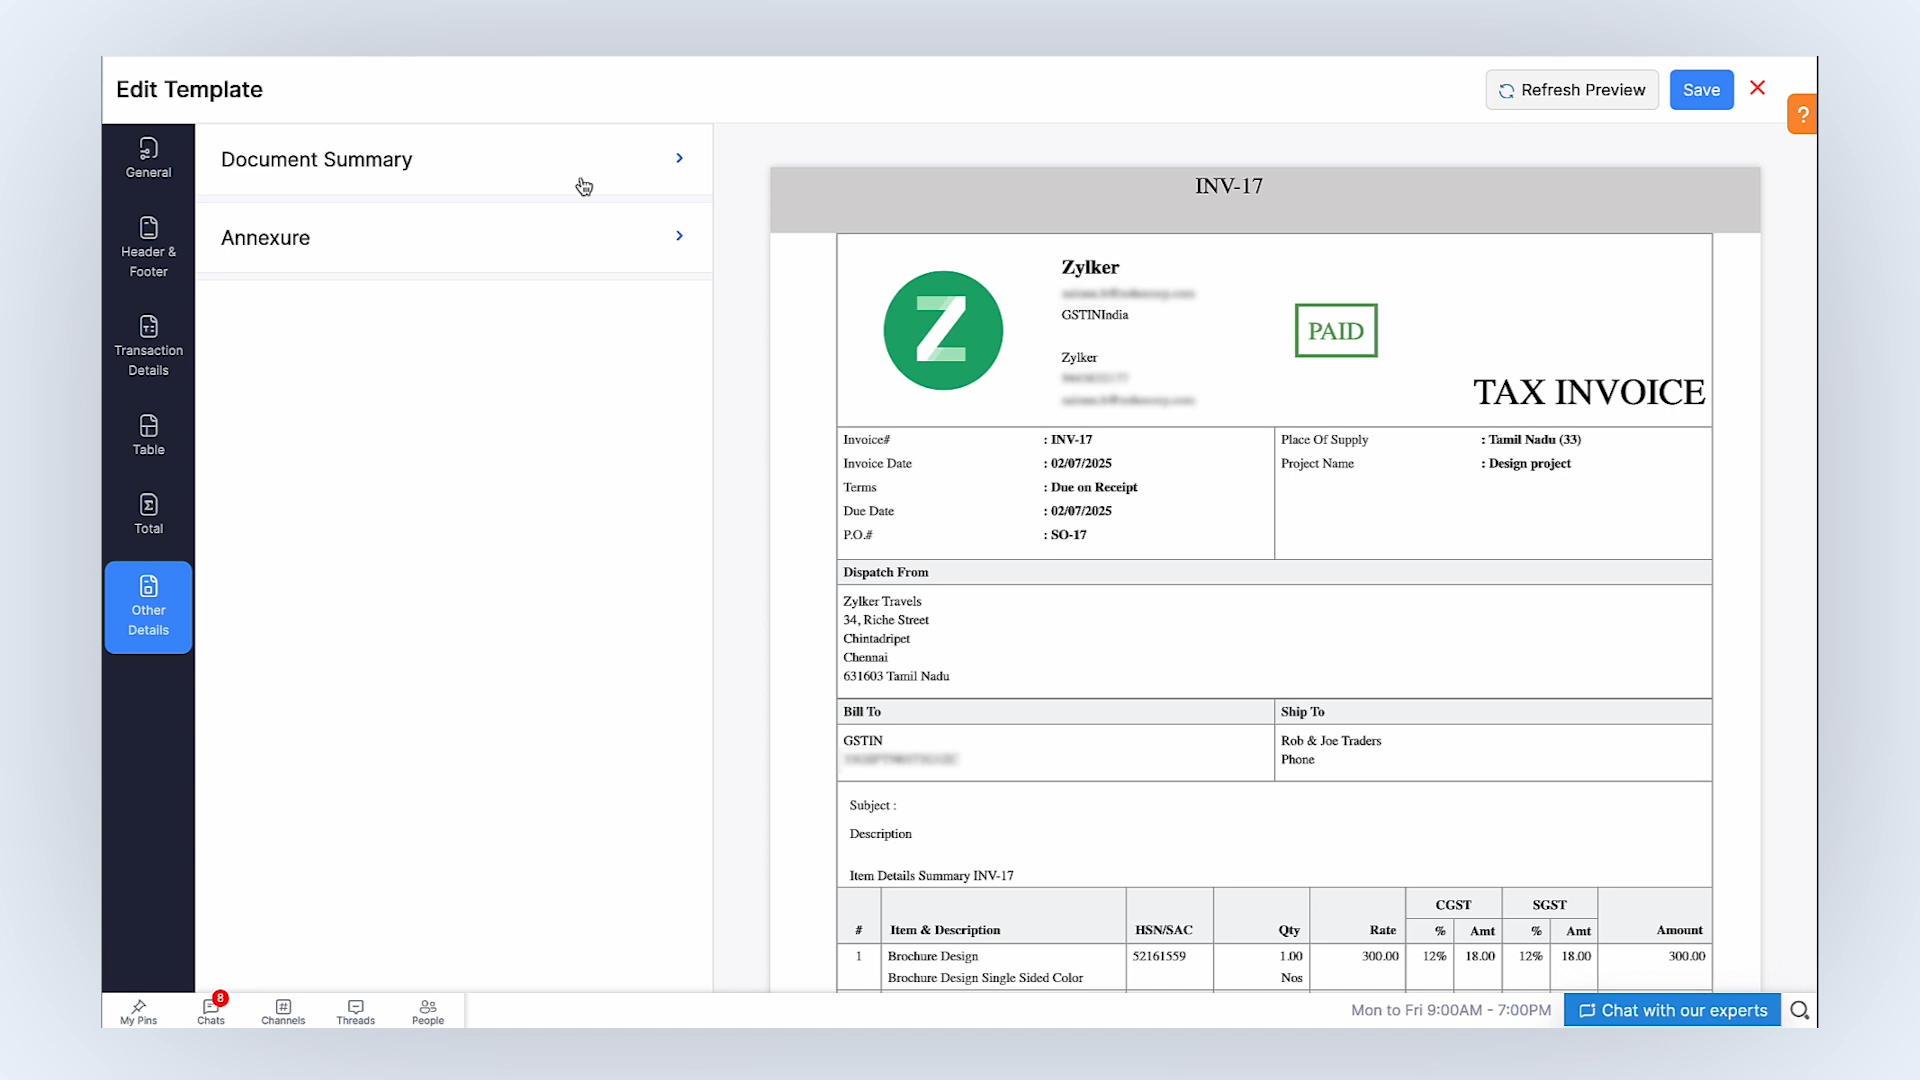 Edit Template
Refresh Preview
Save
?
General
Header &
Footer
Transaction
Details
Table
Total
Other
Details
Document Summary
Annexure
INV-17
Z
Zylker
GSTINIndia
Zylker
PAID
TAX INVOICE
Invoice# : INV-17
Invoice Date : 02/07/2025
Terms : Due on Receipt
Due Date : 02/07/2025
P.O.# : SO-17
Place Of Supply : Tamil Nadu (33)
Project Name : Design project
Dispatch From
Zylker Travels
34, Riche Street
Chintadripet
Chennai
631603 Tamil Nadu
Bill To
GSTIN
Ship To
Rob & Joe Traders
Phone
Subject :
Description
Item Details Summary INV-17
CGST SGST
# Item & Description HSN/SAC Qty Rate % Amt % Amt Amount
1 Brochure Design 52161559 1.00 300.00 12% 18.00 12% 18.00 300.00
Brochure Design Single Sided Color Nos
My Pins
8
Chats
Channels
Threads
People
Mon to Fri 9:00AM - 7:00PM
Chat with our experts